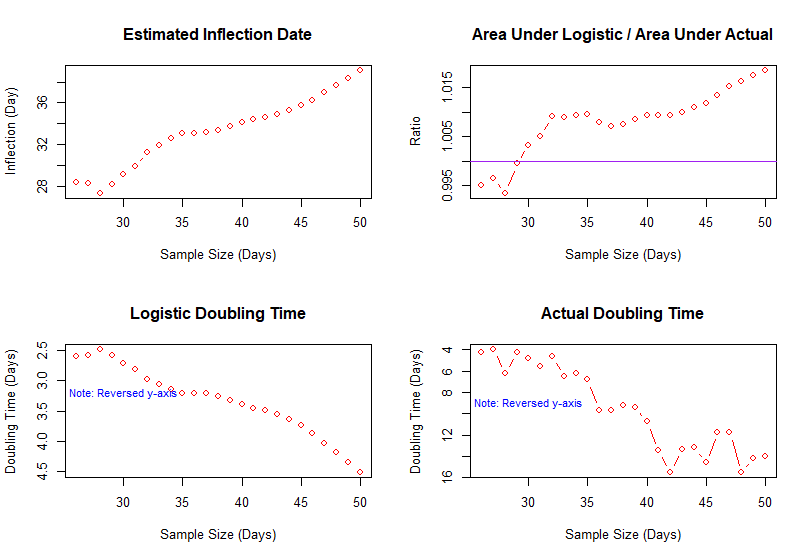 Estimated Inflection Date
Inflection (Day)
28 32 36
30 35 40 45 50
Sample Size (Days)
Area Under Logistic / Area Under Actual
Ratio
0.995 1.005 1.015
30 35 40 45 50
Sample Size (Days)
Logistic Doubling Time
Doubling Time (Days)
2.5 3.0 3.5 4.0 4.5
Note: Reversed y-axis
30 35 40 45 50
Sample Size (Days)
Actual Doubling Time
Doubling Time (Days)
4 6 8 12 16
Note: Reversed y-axis
30 35 40 45 50
Sample Size (Days)